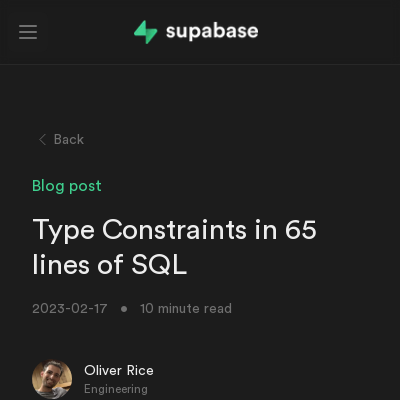 supabase
Back
Blog post
Type Constraints in 65
lines of SQL
2023-02-17 • 10 minute read
Oliver Rice
Engineering